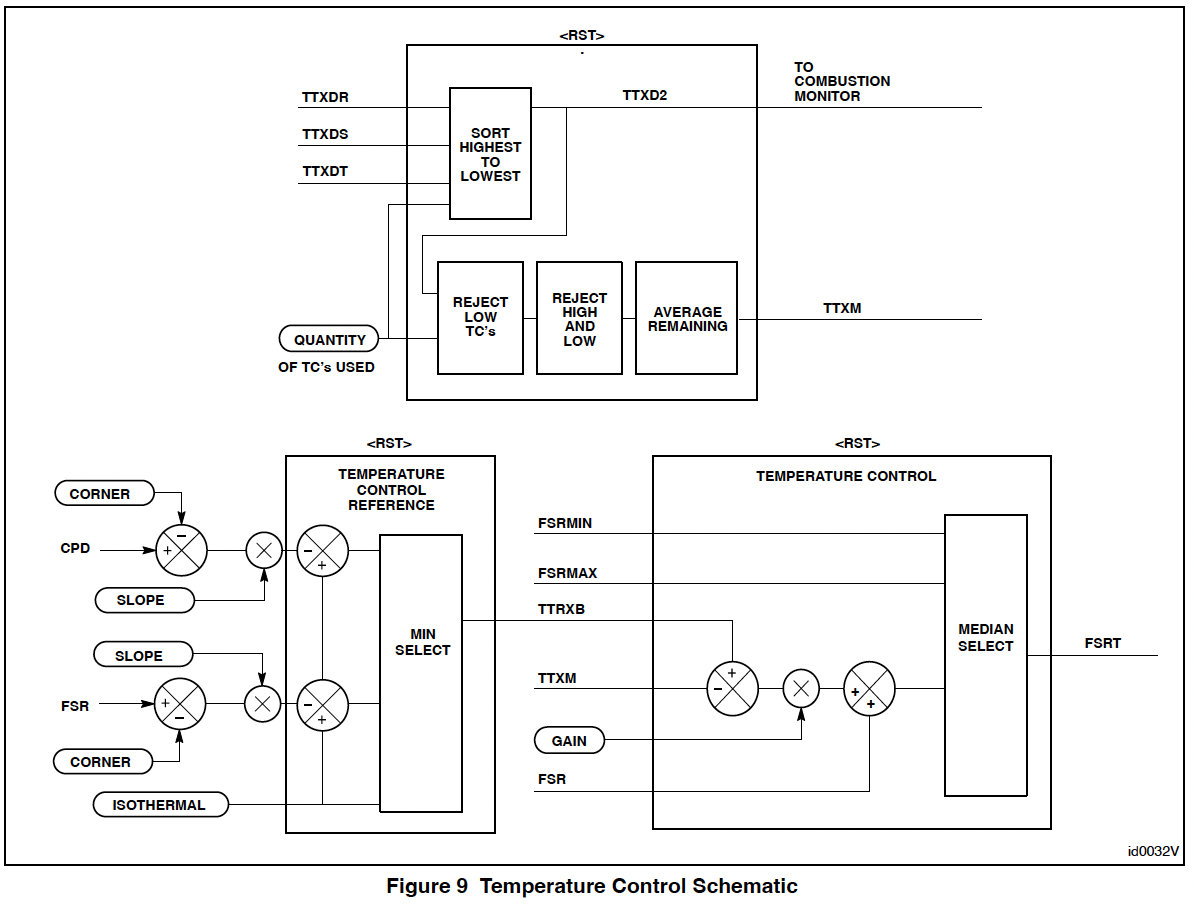 <RST>
TTXDR
TTXDS
TTXDT
SORT
HIGHEST
TO
LOWEST
TTXD2
TO
COMBUSTION
MONITOR
QUANTITY
OF TC's USED
REJECT
LOW
TC's
REJECT
HIGH
AND
LOW
AVERAGE
REMAINING
TTXM
<RST>
TEMPERATURE
CONTROL
REFERENCE
CORNER
CPD
+
−
SLOPE
−
+
SLOPE
FSR
+
−
CORNER
−
+
ISOTHERMAL
MIN
SELECT
<RST>
TEMPERATURE CONTROL
FSRMIN
FSRMAX
TTRXB
TTXM
+
−
GAIN
+
+
FSR
MEDIAN
SELECT
FSRT
id0032V
Figure 9 Temperature Control Schematic